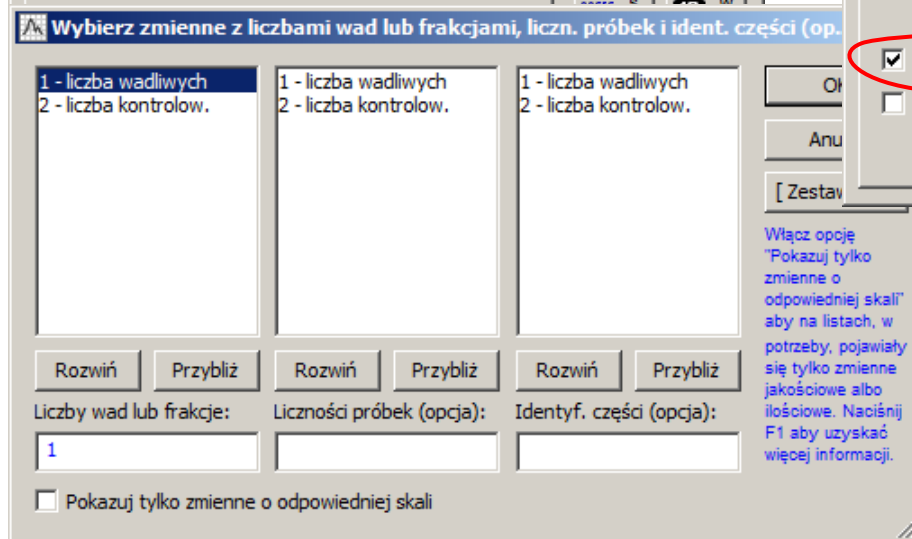 Wybierz zmienne z liczbami wad lub frakcjami, liczn. próbek i ident. części (op.
1 - liczba wadliwych
2 - liczba kontrolow.
1 - liczba wadliwych
2 - liczba kontrolow.
1 - liczba wadliwych
2 - liczba kontrolow.
Rozwiń Przybliż
Rozwiń Przybliż
Rozwiń Przybliż
Liczby wad lub frakcje:
Liczności próbek (opcja):
Identyf. części (opcja):
1
Pokazuj tylko zmienne o odpowiedniej skali
Włącz opcję
"Pokazuj tylko
zmienne o
odpowiedniej skali"
aby na listach, w
potrzeby, pojawiały
się tylko zmienne
jakościowe albo
ilościowe. Naciśnij
F1 aby uzyskać
więcej informacji.